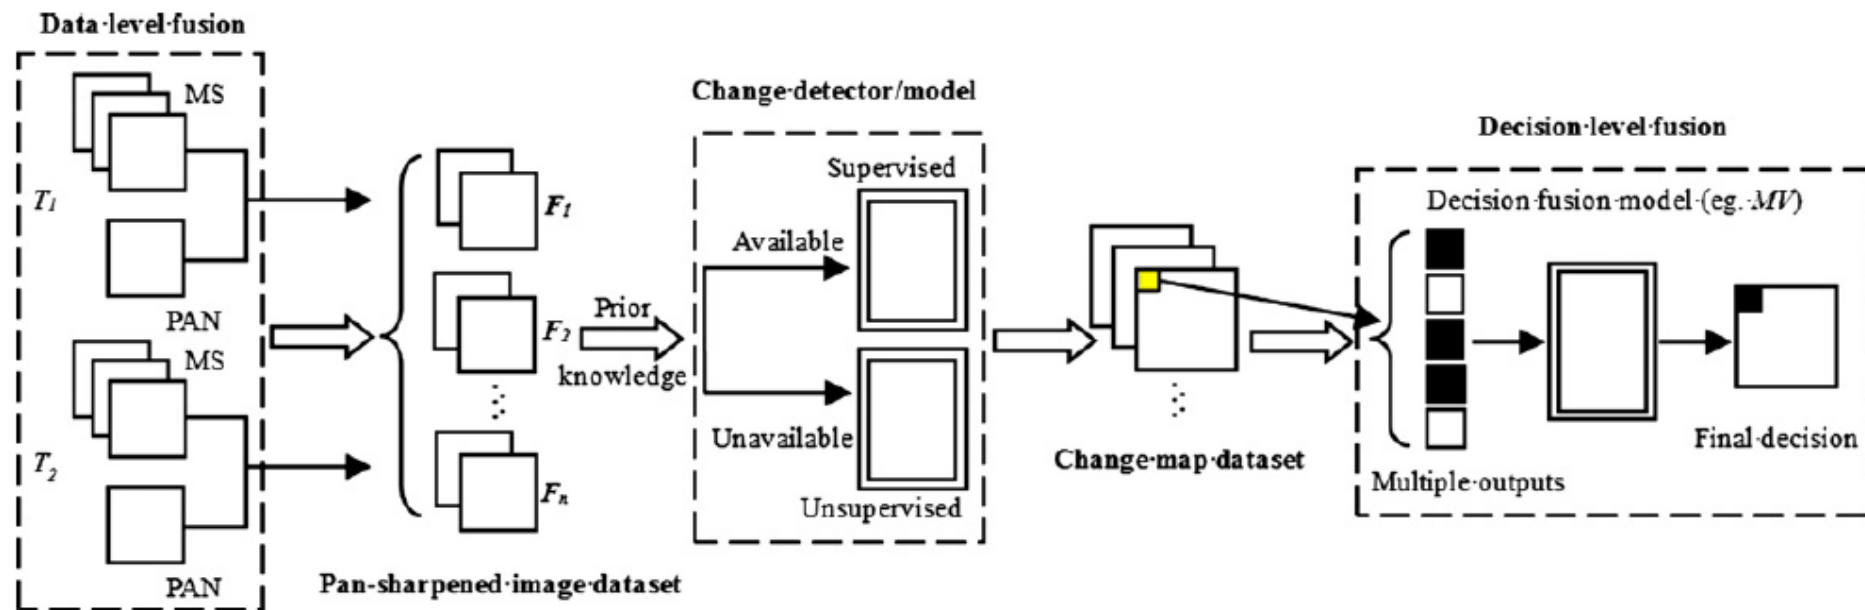 Data·level·fusion
MS
T1
PAN
MS
T2
PAN
F1
F2
Fn
Pan-sharpened·image·dataset
Prior
knowledge
Change·detector/model
Supervised
Available
Unavailable
Unsupervised
Change·map·dataset
Decision·level·fusion
Decision·fusion·model·(eg.·MV)
Multiple·outputs
Final·decision